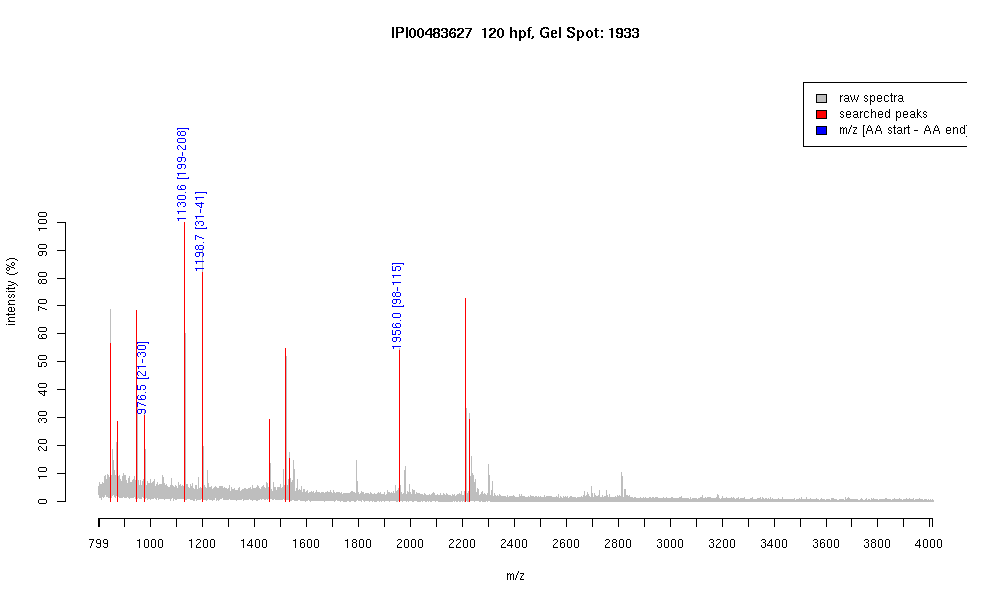 IPI00483627 120 hpf, Gel Spot: 1933
raw spectra
searched peaks
m/z [AA start - AA end]
1130.6 [199-208]
1198.7 [31-41]
1956.0 [98-115]
976.5 [21-30]
intensity (%)
100
90
80
70
60
50
40
30
20
10
0
799 1000 1200 1400 1600 1800 2000 2200 2400 2600 2800 3000 3200 3400 3600 3800 4000
m/z